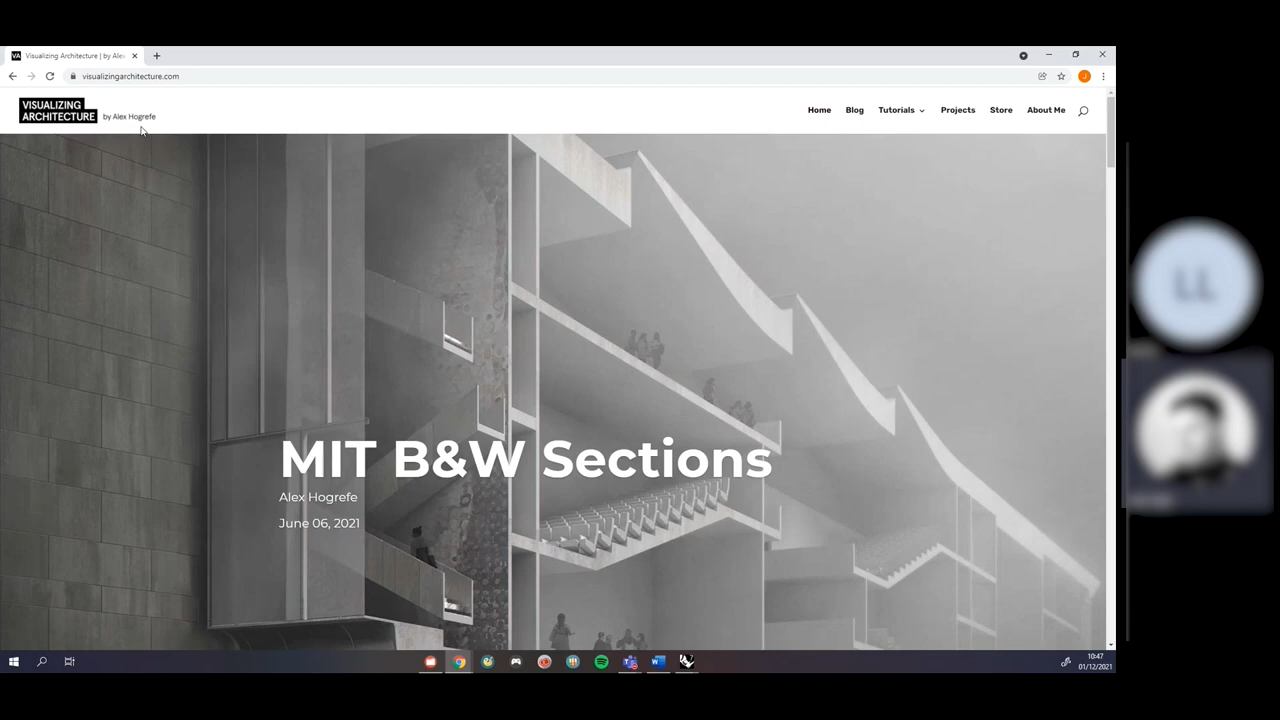 Visualizing Architecture | by Ale
visualizingarchitecture.com
J
VISUALIZING
ARCHITECTURE by Alex Hogrefe
Home Blog Tutorials Projects Store About Me
MIT B&W Sections
Alex Hogrefe
June 06, 2021
LL
10:47
01/12/2021